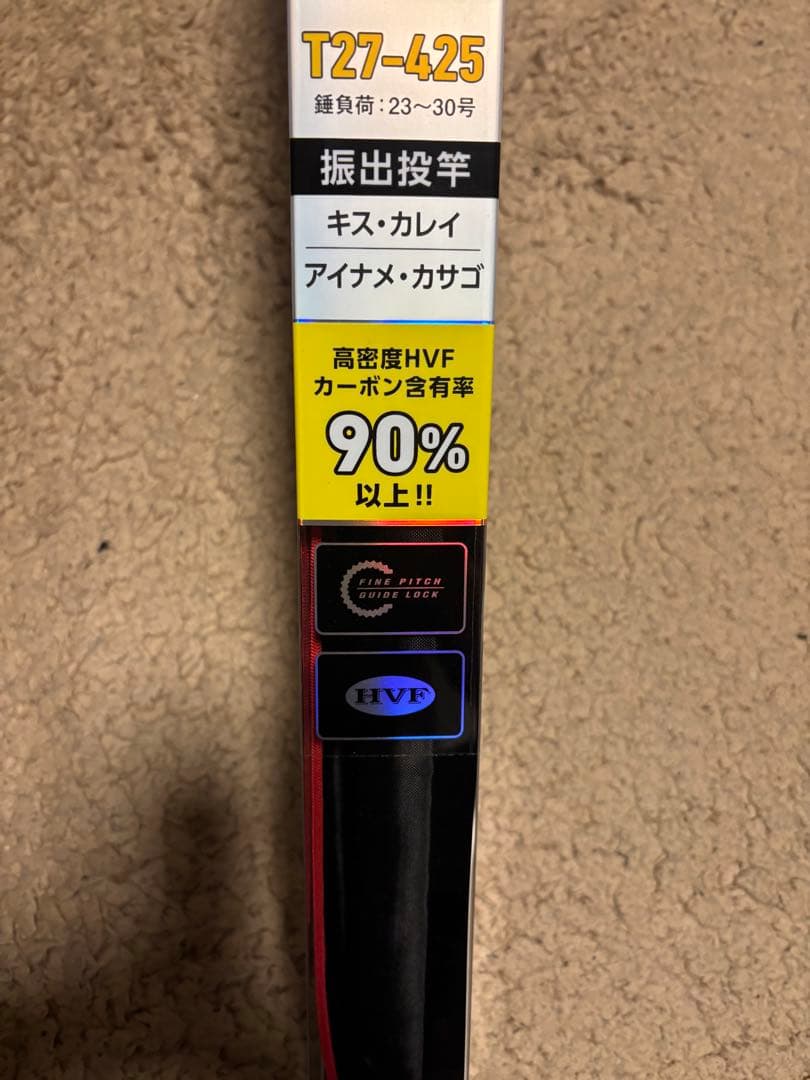 T27-425
錘負荷：23〜30号
振出投竿
キス・カレイ
アイナメ・カサゴ
高密度HVF
カーボン含有率
90%
以上!!
FINE PITCH
GUIDE LOCK
HVF